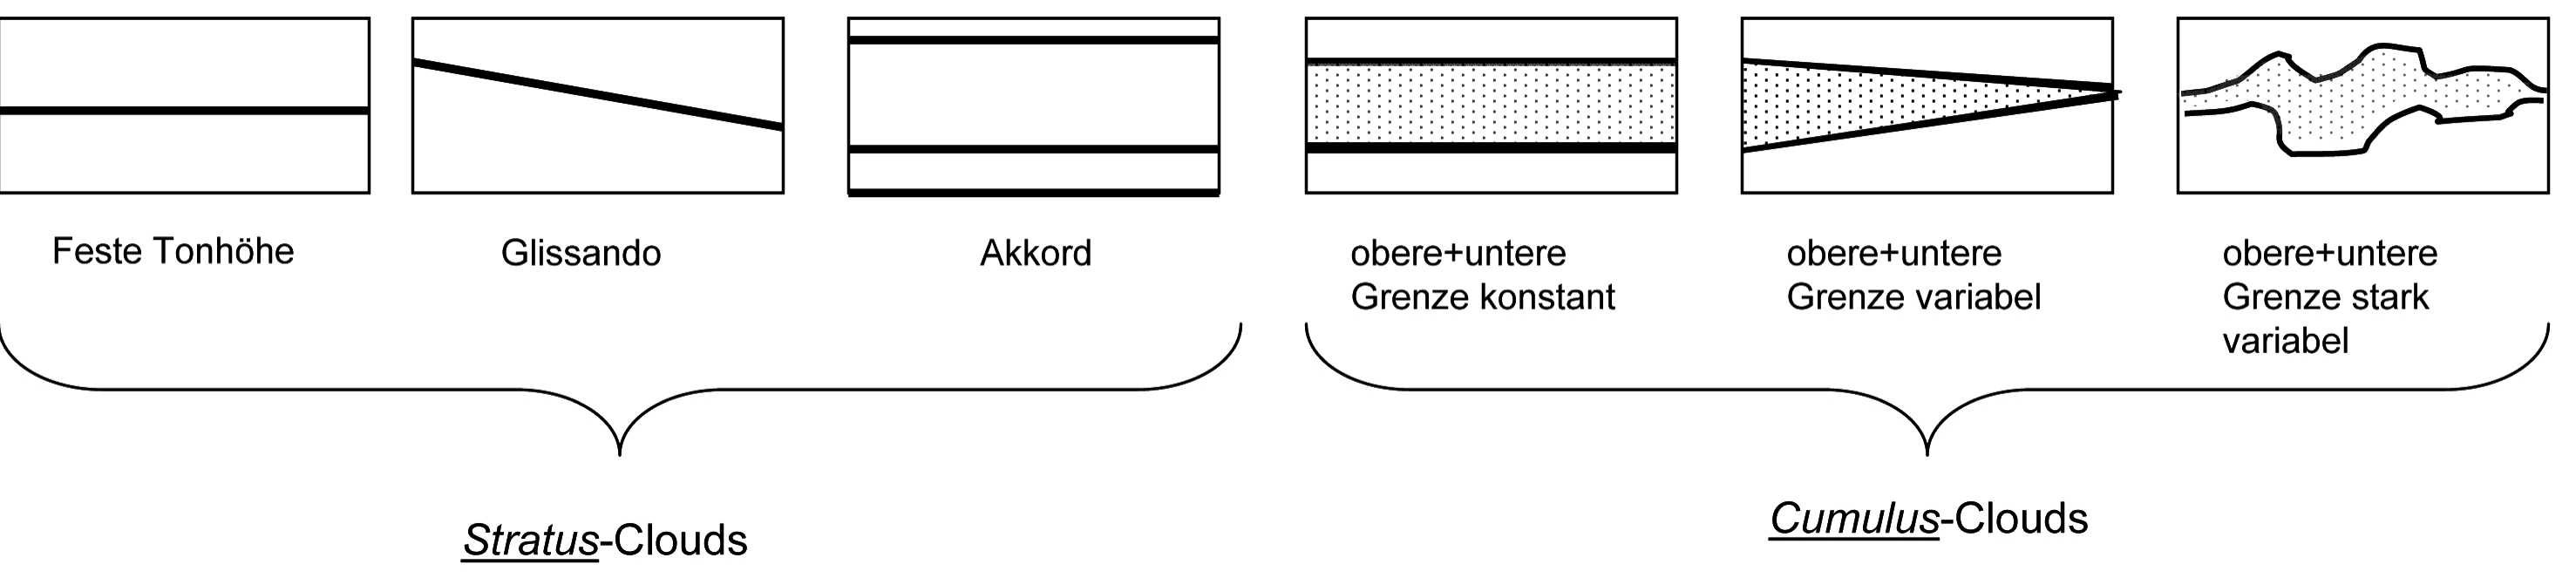 Feste Tonhöhe
Glissando
Akkord
obere+untere
Grenze konstant
obere+untere
Grenze variabel
obere+untere
Grenze stark
variabel
Stratus-Clouds
Cumulus-Clouds